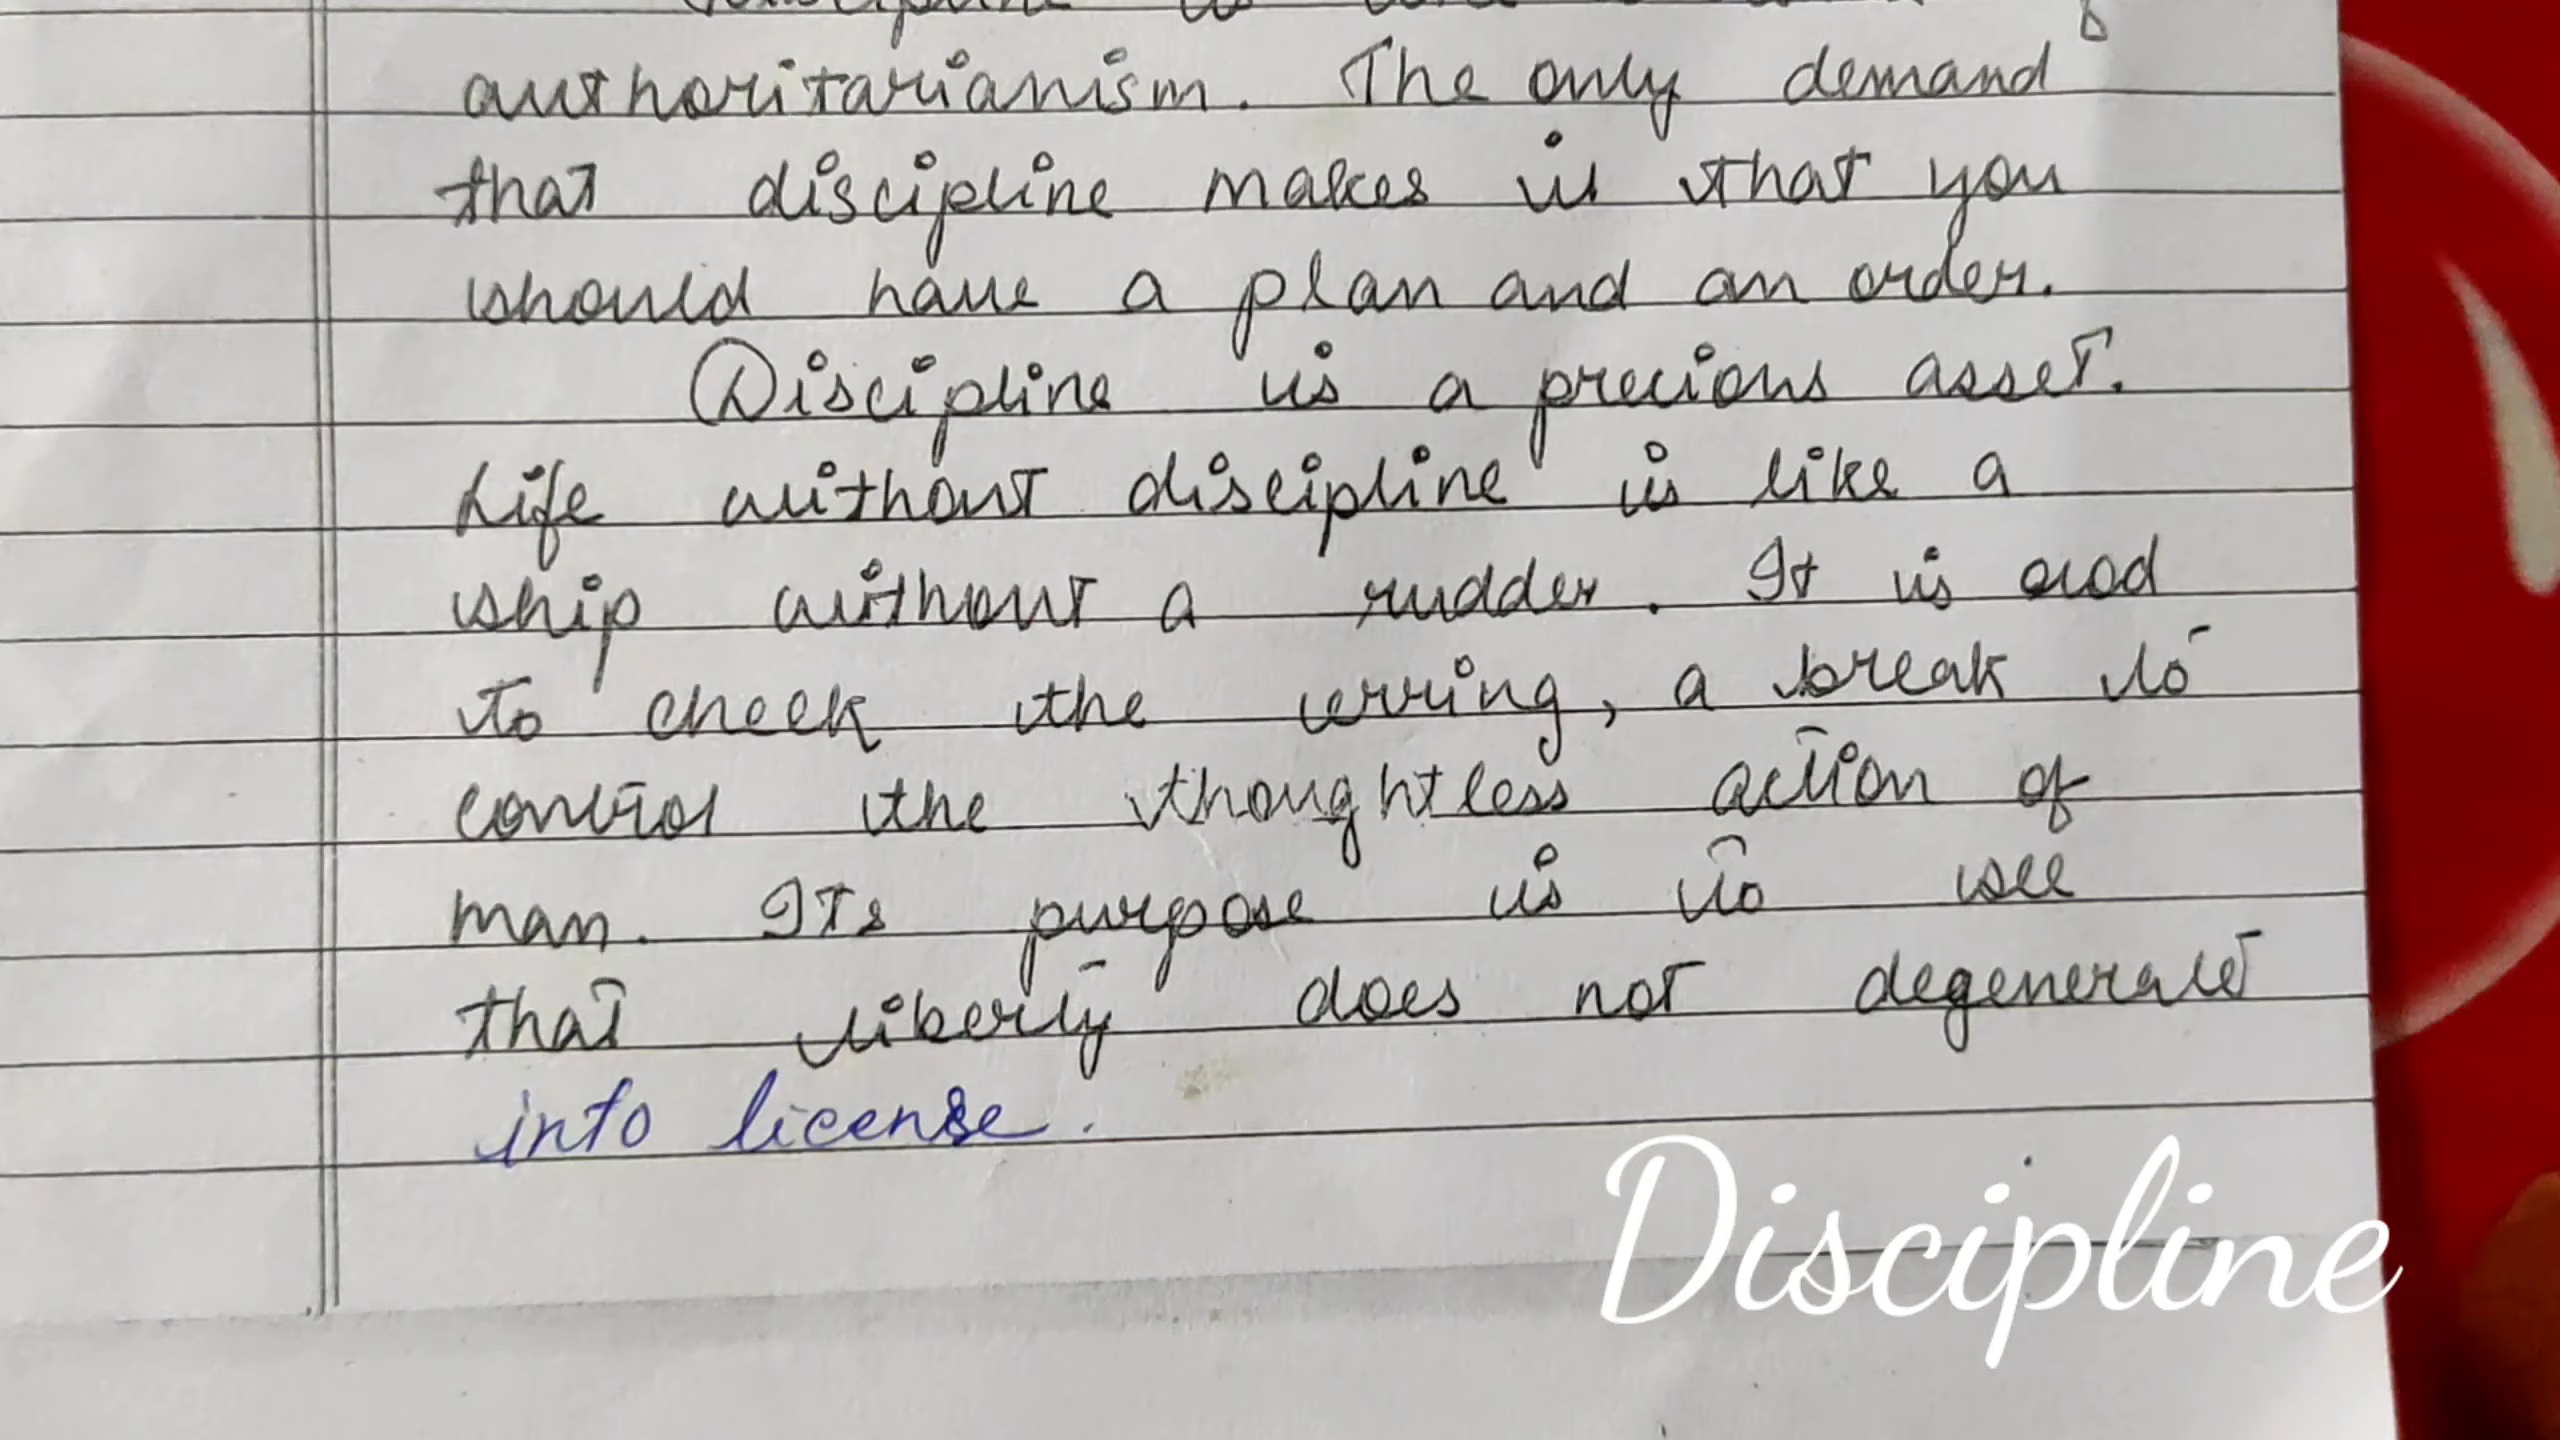 Discipline is
authoritarianism. The only demand
that discipline makes is that you
should have a plan and an order.
Discipline is a precious asset.
Life without discipline is like a
ship without a rudder. It is
to check the erring, a break to
control the thoughtless action of
man. Its purpose is to see
that liberty does not degenerate
into license.
Discipline